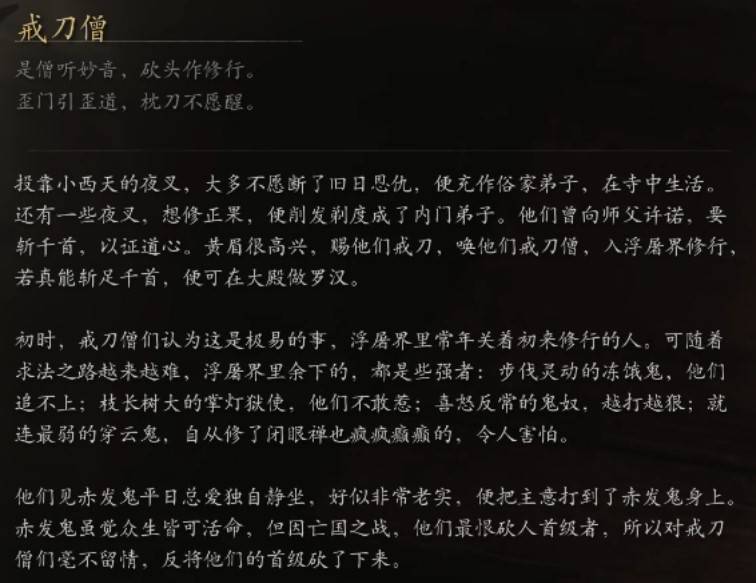 戒刀僧
是僧听妙音，砍头作修行。
歪门引歪道，枕刀不愿醒。
投靠小西天的夜叉，大多不愿断了旧日恩仇，便充作俗家弟子，在寺中生活。
还有一些夜叉，想修正果，便削发剃度成了内门弟子。他们曾向师父许诺，要
斩千首，以证道心。黄眉很高兴，赐他们戒刀，唤他们戒刀僧，入浮屠界修行，
若真能斩足千首，便可在大殿做罗汉。
初时，戒刀僧们认为这是极易的事，浮屠界里常年关着初来修行的人。可随着
求法之路越来越难，浮屠界里余下的，都是些强者：步伐灵动的冻饿鬼，他们
追不上；枝长树大的掌灯狱使，他们不敢惹；喜怒反常的鬼奴，越打越狠；就
连最弱的穿云鬼，自从修了闭眼禅也疯疯癫癫的，令人害怕。
他们见赤发鬼平日总爱独自静坐，好似非常老实，便把主意打到了赤发鬼身上。
赤发鬼虽觉众生皆可活命，但因亡国之战，他们最恨砍人首级者，所以对戒刀
僧们毫不留情，反将他们的首级砍了下来。